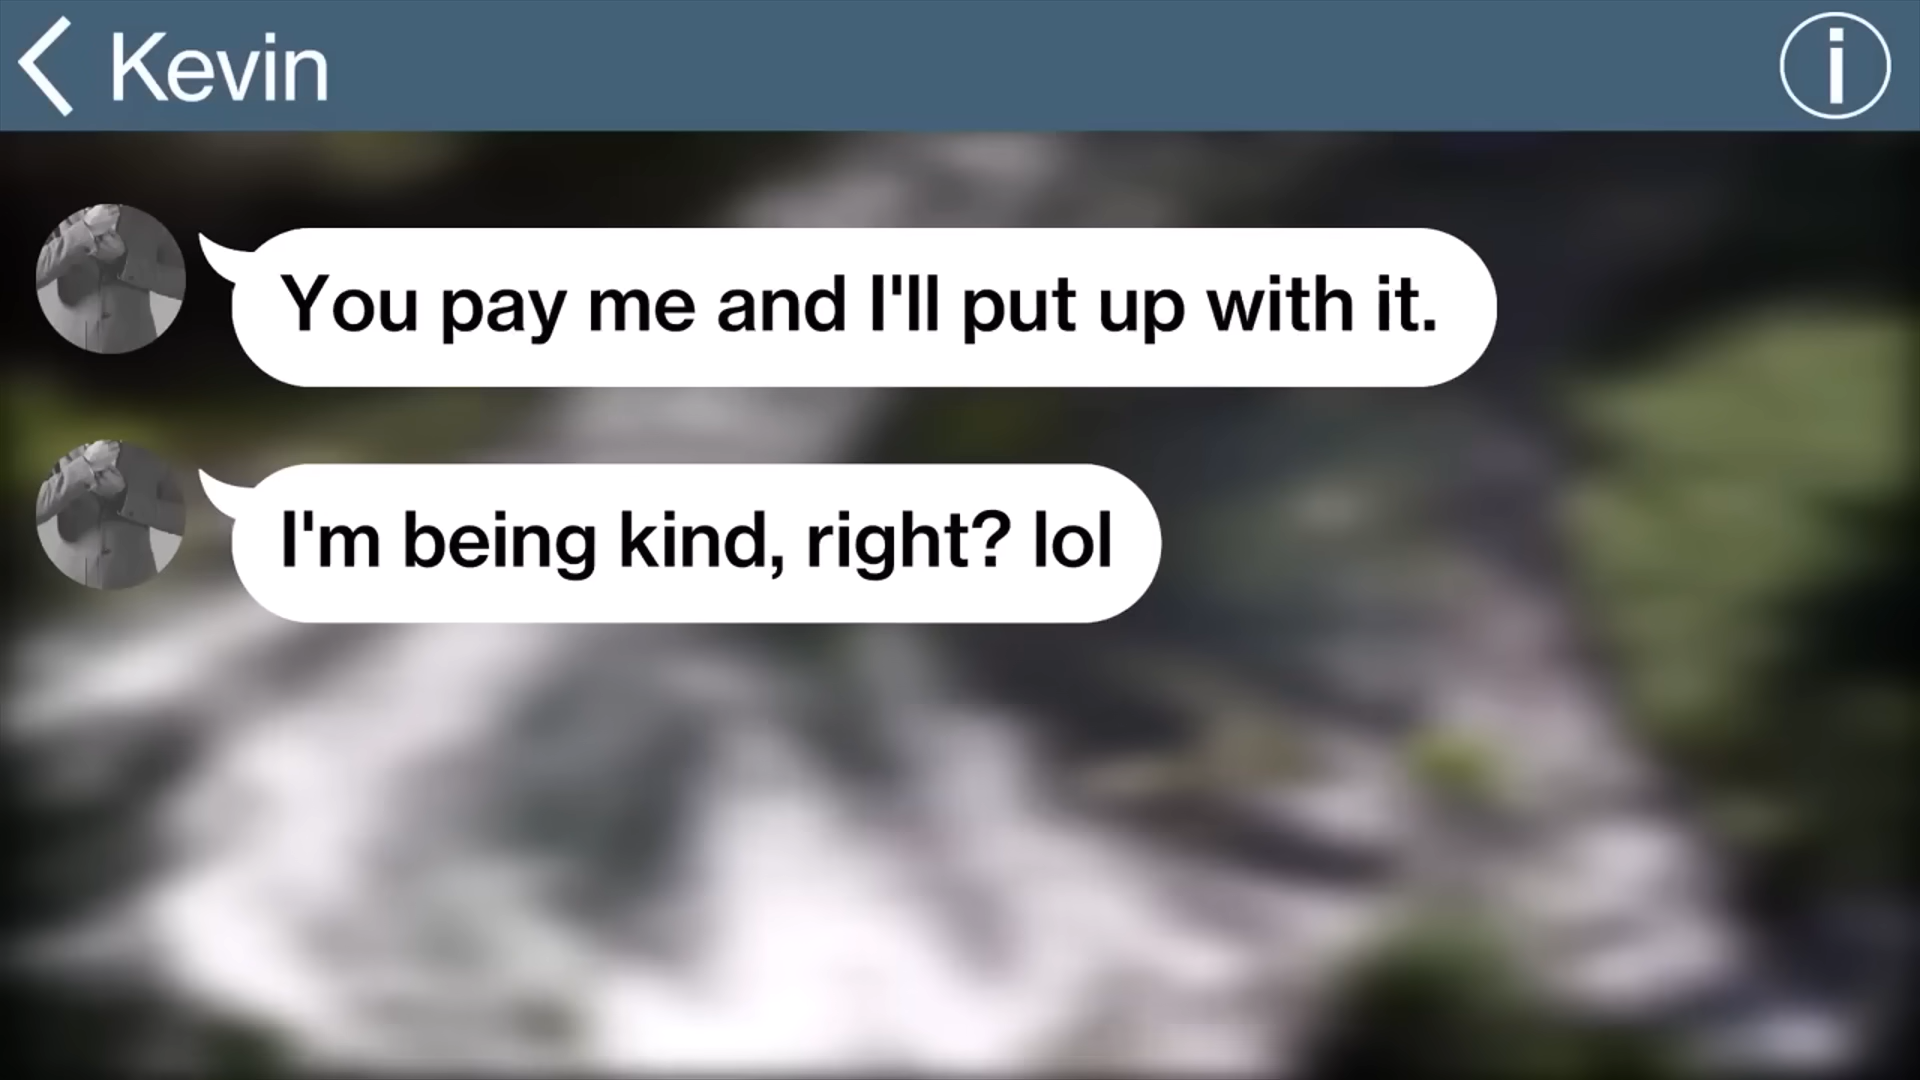 Kevin
You pay me and I'll put up with it.
I'm being kind, right? lol